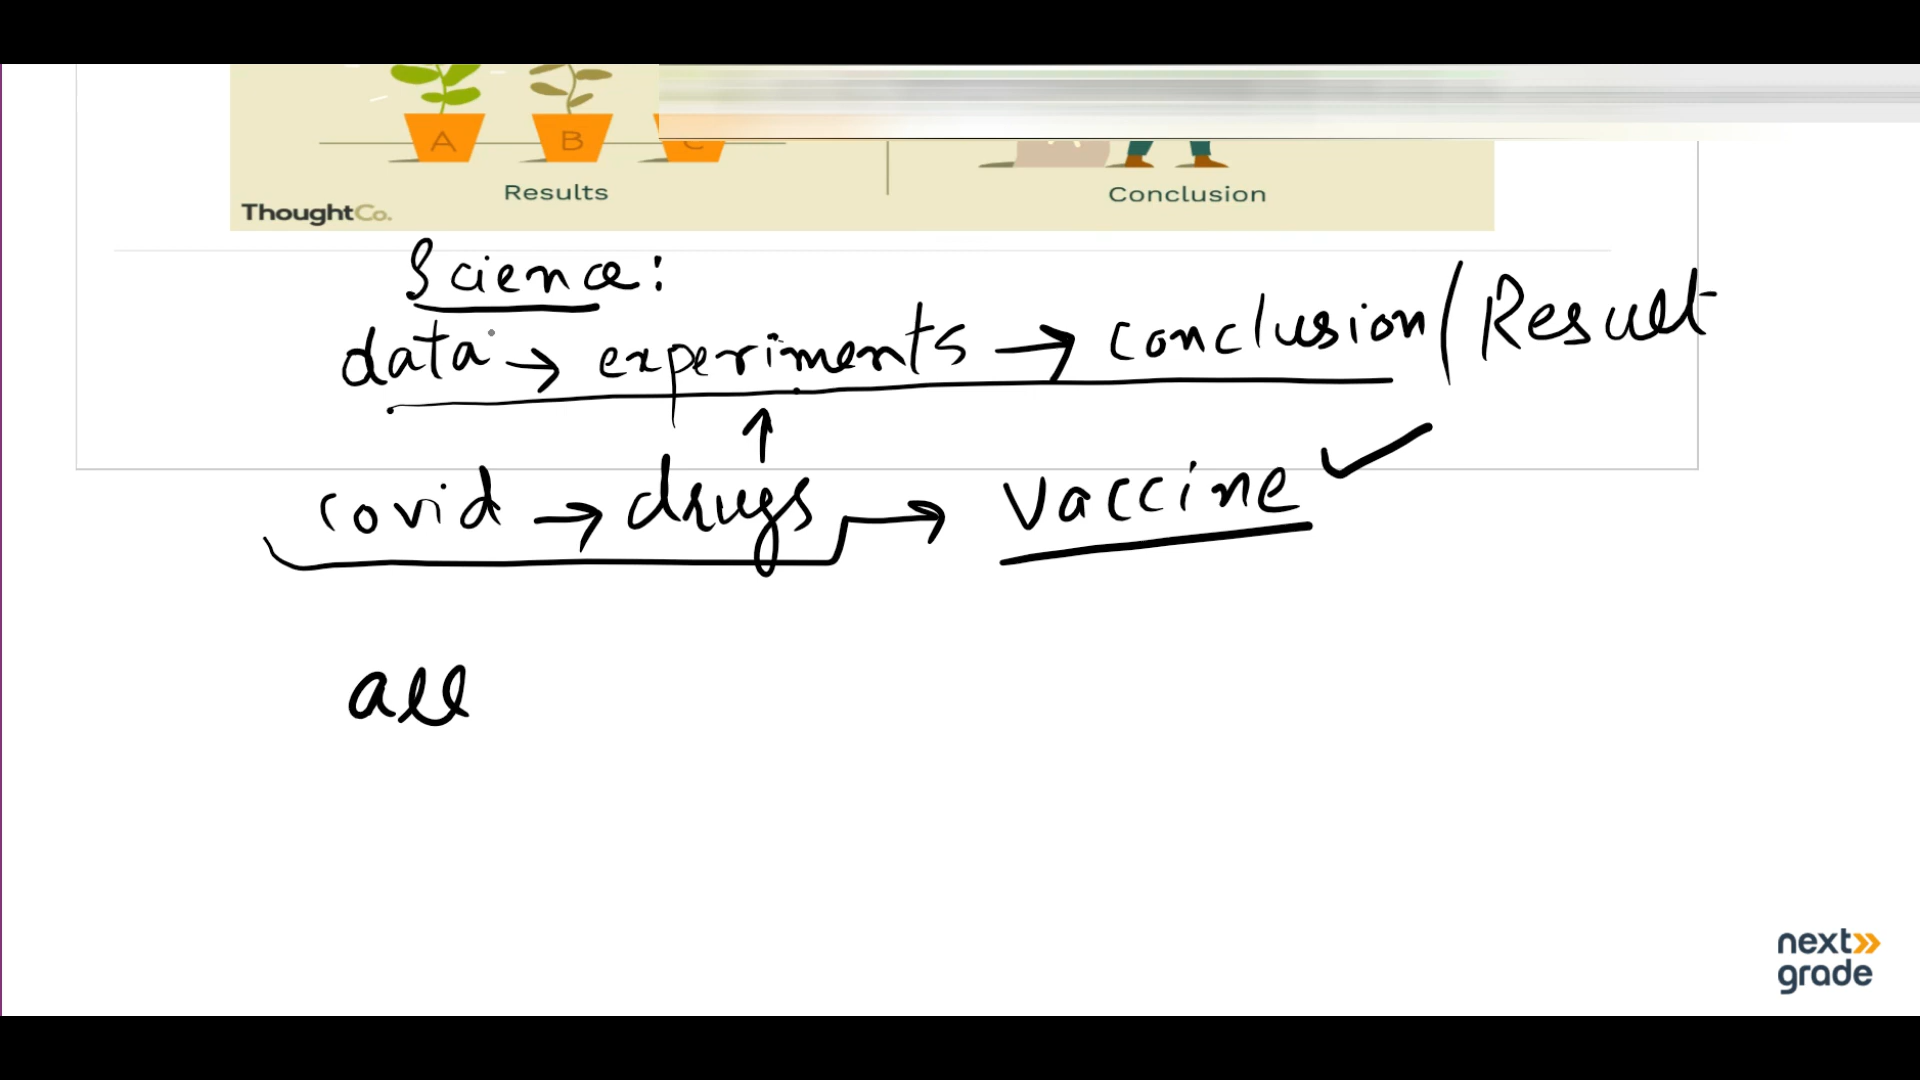 A B C
Results Conclusion
ThoughtCo.
Science:
data → experiments → conclusion / Result
↑
covid → drugs → vaccine ✓
all
next
grade